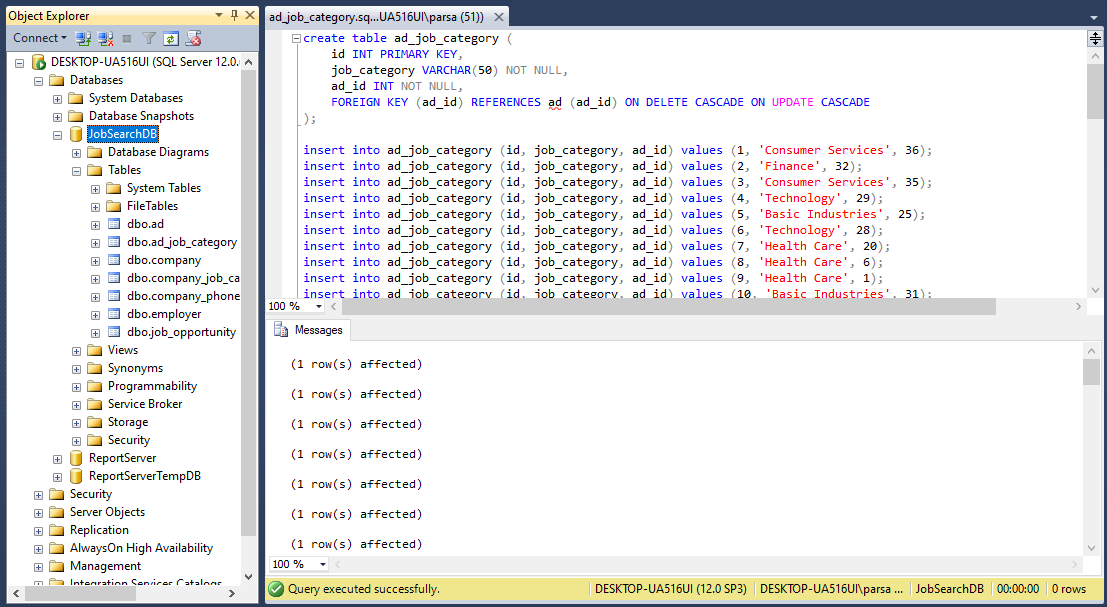 Object Explorer
Connect
DESKTOP-UA516UI (SQL Server 12.0.
Databases
System Databases
Database Snapshots
JobSearchDB
Database Diagrams
Tables
System Tables
FileTables
dbo.ad
dbo.ad_job_category
dbo.company
dbo.company_job_ca
dbo.company_phone
dbo.employer
dbo.job_opportunity
Views
Synonyms
Programmability
Service Broker
Storage
Security
ReportServer
ReportServerTempDB
Security
Server Objects
Replication
AlwaysOn High Availability
Management
Integration Services Catalogs
ad_job_category.sq...UA516UI\parsa (51))
create table ad_job_category (
id INT PRIMARY KEY,
job_category VARCHAR(50) NOT NULL,
ad_id INT NOT NULL,
FOREIGN KEY (ad_id) REFERENCES ad (ad_id) ON DELETE CASCADE ON UPDATE CASCADE
);
insert into ad_job_category (id, job_category, ad_id) values (1, 'Consumer Services', 36);
insert into ad_job_category (id, job_category, ad_id) values (2, 'Finance', 32);
insert into ad_job_category (id, job_category, ad_id) values (3, 'Consumer Services', 35);
insert into ad_job_category (id, job_category, ad_id) values (4, 'Technology', 29);
insert into ad_job_category (id, job_category, ad_id) values (5, 'Basic Industries', 25);
insert into ad_job_category (id, job_category, ad_id) values (6, 'Technology', 28);
insert into ad_job_category (id, job_category, ad_id) values (7, 'Health Care', 20);
insert into ad_job_category (id, job_category, ad_id) values (8, 'Health Care', 6);
insert into ad_job_category (id, job_category, ad_id) values (9, 'Health Care', 1);
insert into ad_job_category (id, job_category, ad_id) values (10, 'Basic Industries', 31);
100 %
Messages
(1 row(s) affected)
(1 row(s) affected)
(1 row(s) affected)
(1 row(s) affected)
(1 row(s) affected)
(1 row(s) affected)
(1 row(s) affected)
100 %
Query executed successfully.
DESKTOP-UA516UI (12.0 SP3)
DESKTOP-UA516UI\parsa ...
JobSearchDB
00:00:00
0 rows